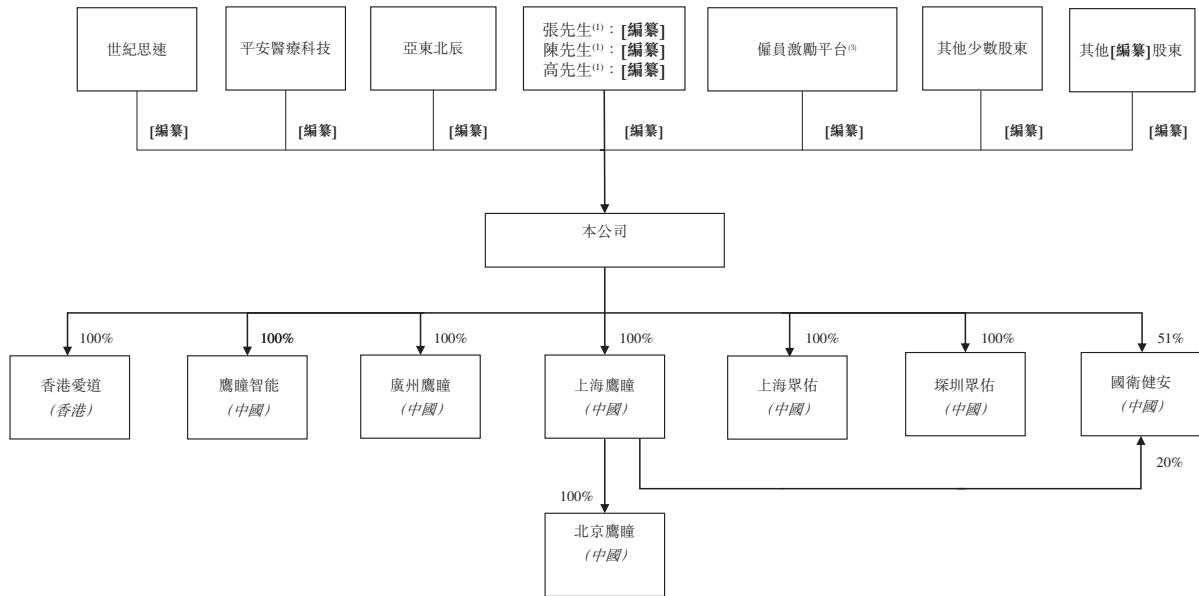 世紀思速
平安醫療科技
亞東北辰
張先生(1)：[編纂]
陳先生(1)：[編纂]
高先生(1)：[編纂]
僱員激勵平台(3)
其他少數股東
其他[編纂]股東
[編纂]
[編纂]
[編纂]
[編纂]
[編纂]
[編纂]
[編纂]
本公司
100%
100%
100%
100%
100%
100%
51%
香港愛道
（香港）
鷹瞳智能
（中國）
廣州鷹瞳
（中國）
上海鷹瞳
（中國）
上海眾佑
（中國）
琛圳眾佑
（中國）
國衛健安
（中國）
20%
100%
北京鷹瞳
（中國）